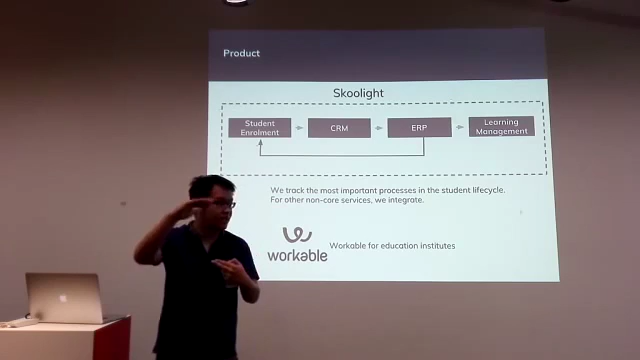 Product
Skoolight
Student
Enrolment
CRM
ERP
Learning
Management
We track the most important processes in the student lifecycle.
For other non-core services, we integrate.
workable
Workable for education institutes